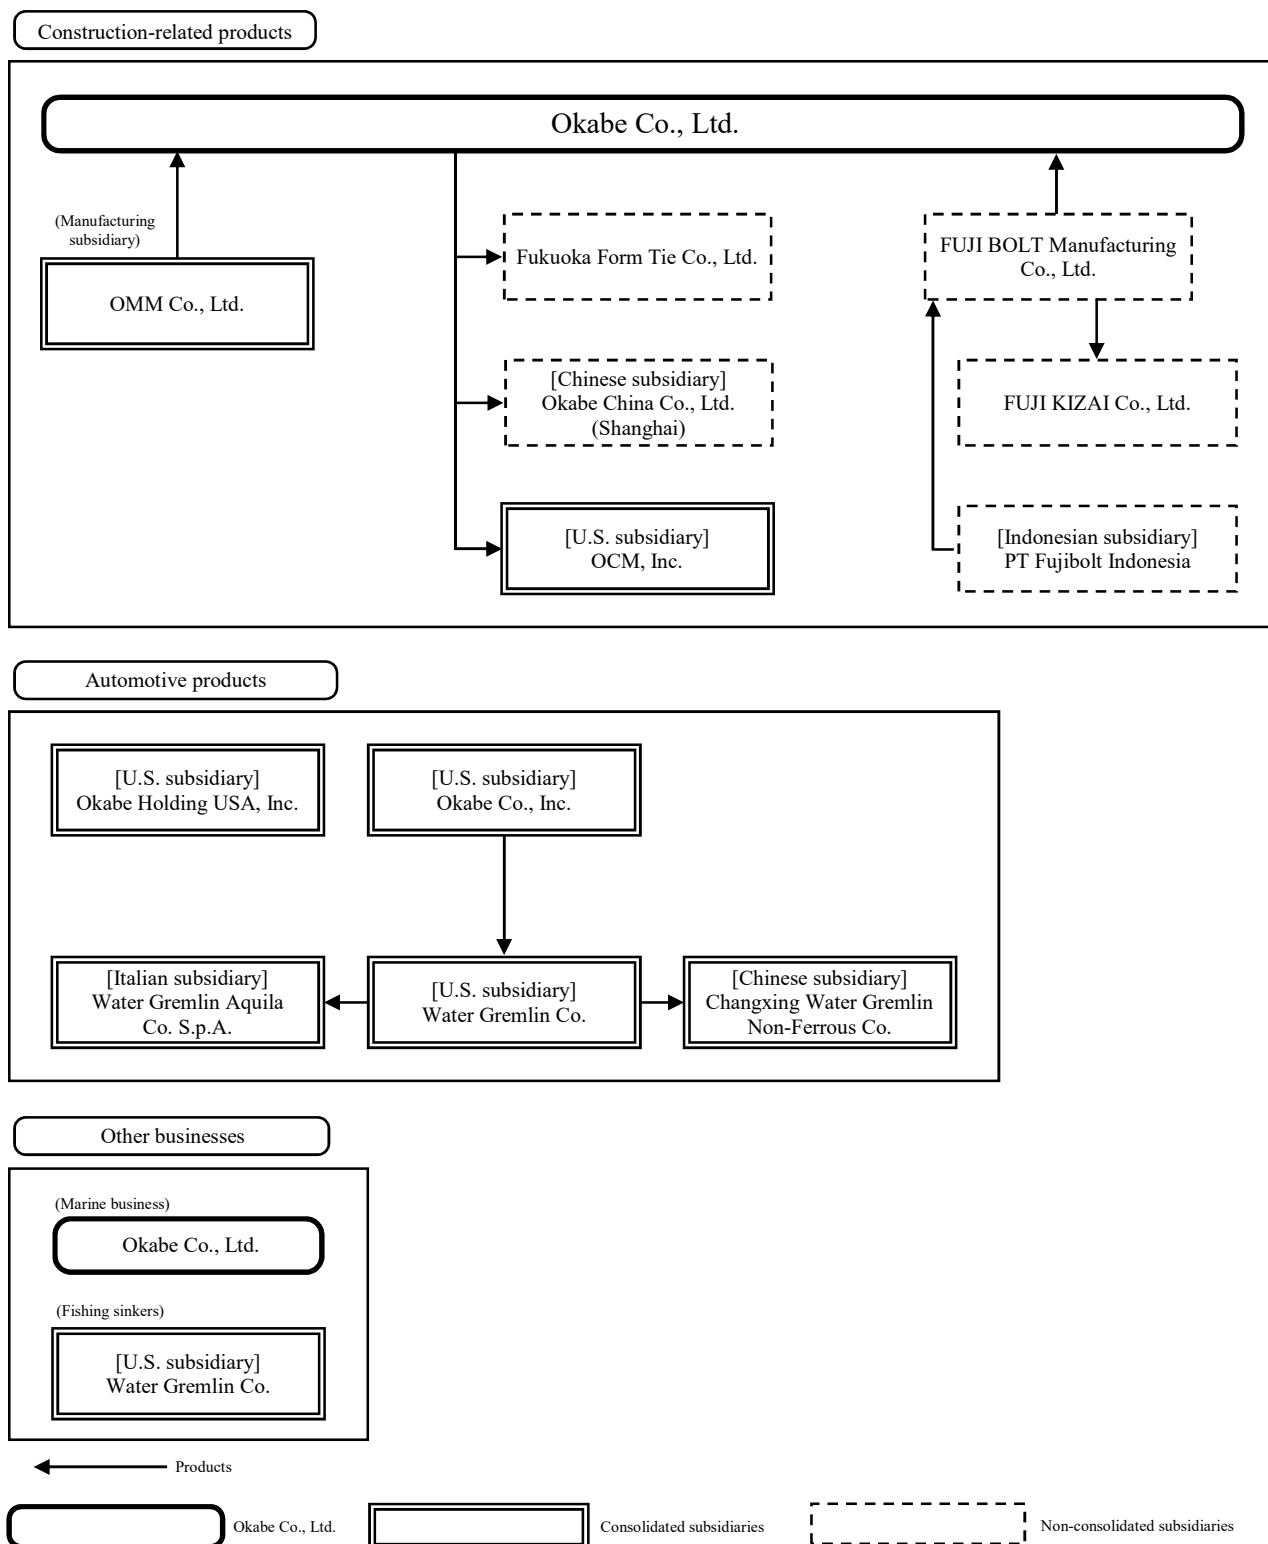 Construction-related products
Okabe Co., Ltd.
(Manufacturing
subsidiary)
OMM Co., Ltd.
Fukuoka Form Tie Co., Ltd.
[Chinese subsidiary]
Okabe China Co., Ltd.
(Shanghai)
[U.S. subsidiary]
OCM, Inc.
FUJI BOLT Manufacturing
Co., Ltd.
FUJI KIZAI Co., Ltd.
[Indonesian subsidiary]
PT Fujibolt Indonesia
Automotive products
[U.S. subsidiary]
Okabe Holding USA, Inc.
[U.S. subsidiary]
Okabe Co., Inc.
[Italian subsidiary]
Water Gremlin Aquila
Co. S.p.A.
[U.S. subsidiary]
Water Gremlin Co.
[Chinese subsidiary]
Changxing Water Gremlin
Non-Ferrous Co.
Other businesses
(Marine business)
Okabe Co., Ltd.
(Fishing sinkers)
[U.S. subsidiary]
Water Gremlin Co.
Products
Okabe Co., Ltd.
Consolidated subsidiaries
Non-consolidated subsidiaries